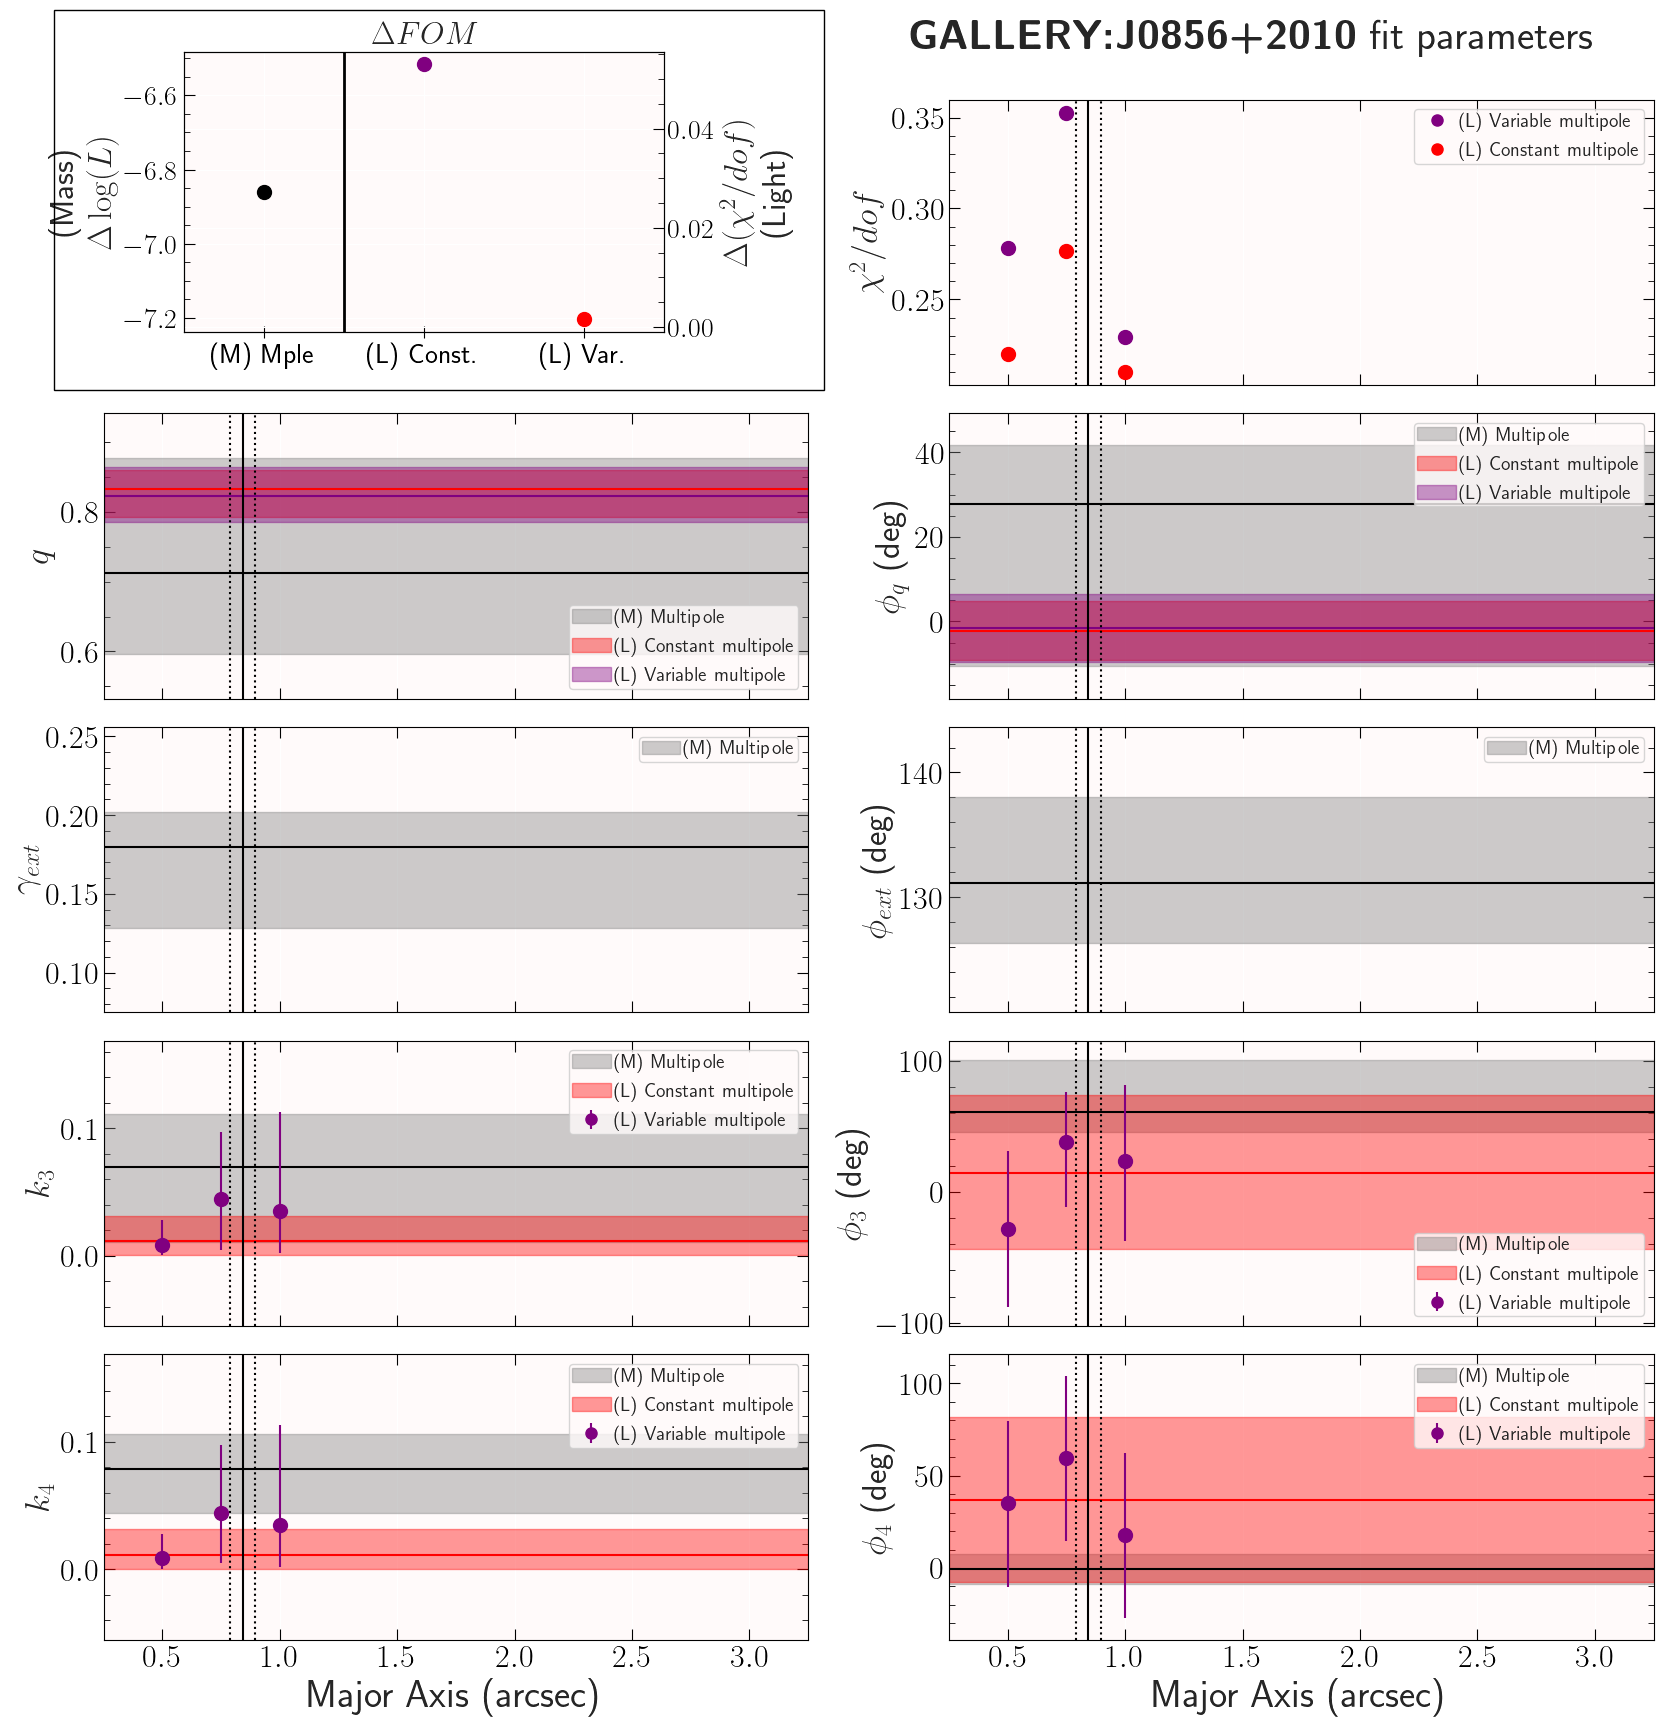 ΔFOM
GALLERY:J0856+2010 fit parameters
(Mass)
Δ log(L)
−6.6
−6.8
−7.0
−7.2
0.04
0.02
0.00
Δ(χ²/dof)
(Light)
(M) Mple
(L) Const.
(L) Var.
χ²/dof
0.35
0.30
0.25
(L) Variable multipole
(L) Constant multipole
q
0.8
0.6
(M) Multipole
(L) Constant multipole
(L) Variable multipole
ϕq (deg)
40
20
0
(M) Multipole
(L) Constant multipole
(L) Variable multipole
γext
0.25
0.20
0.15
0.10
(M) Multipole
ϕext (deg)
140
130
(M) Multipole
k3
0.1
0.0
(M) Multipole
(L) Constant multipole
(L) Variable multipole
ϕ3 (deg)
100
0
−100
(M) Multipole
(L) Constant multipole
(L) Variable multipole
k4
0.1
0.0
(M) Multipole
(L) Constant multipole
(L) Variable multipole
0.5 1.0 1.5 2.0 2.5 3.0
Major Axis (arcsec)
ϕ4 (deg)
100
50
0
(M) Multipole
(L) Constant multipole
(L) Variable multipole
0.5 1.0 1.5 2.0 2.5 3.0
Major Axis (arcsec)